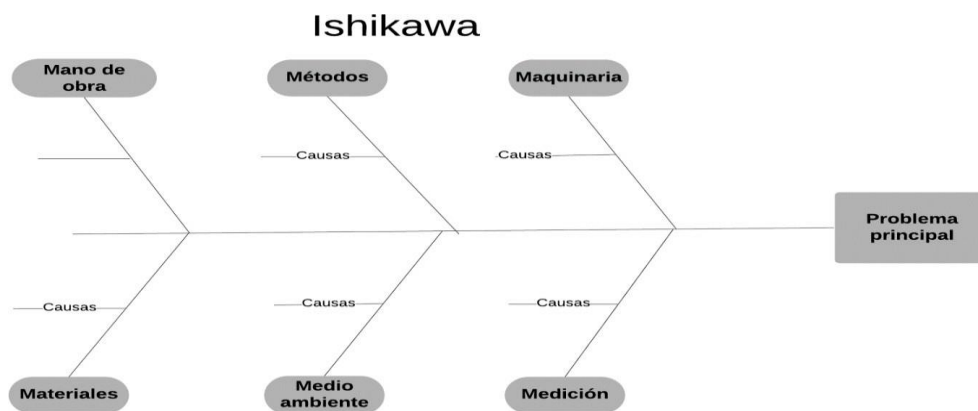 Ishikawa
Mano de
obra
Métodos
Maquinaria
Causas
Causas
Problema
principal
Causas
Causas
Causas
Materiales
Medio
ambiente
Medición